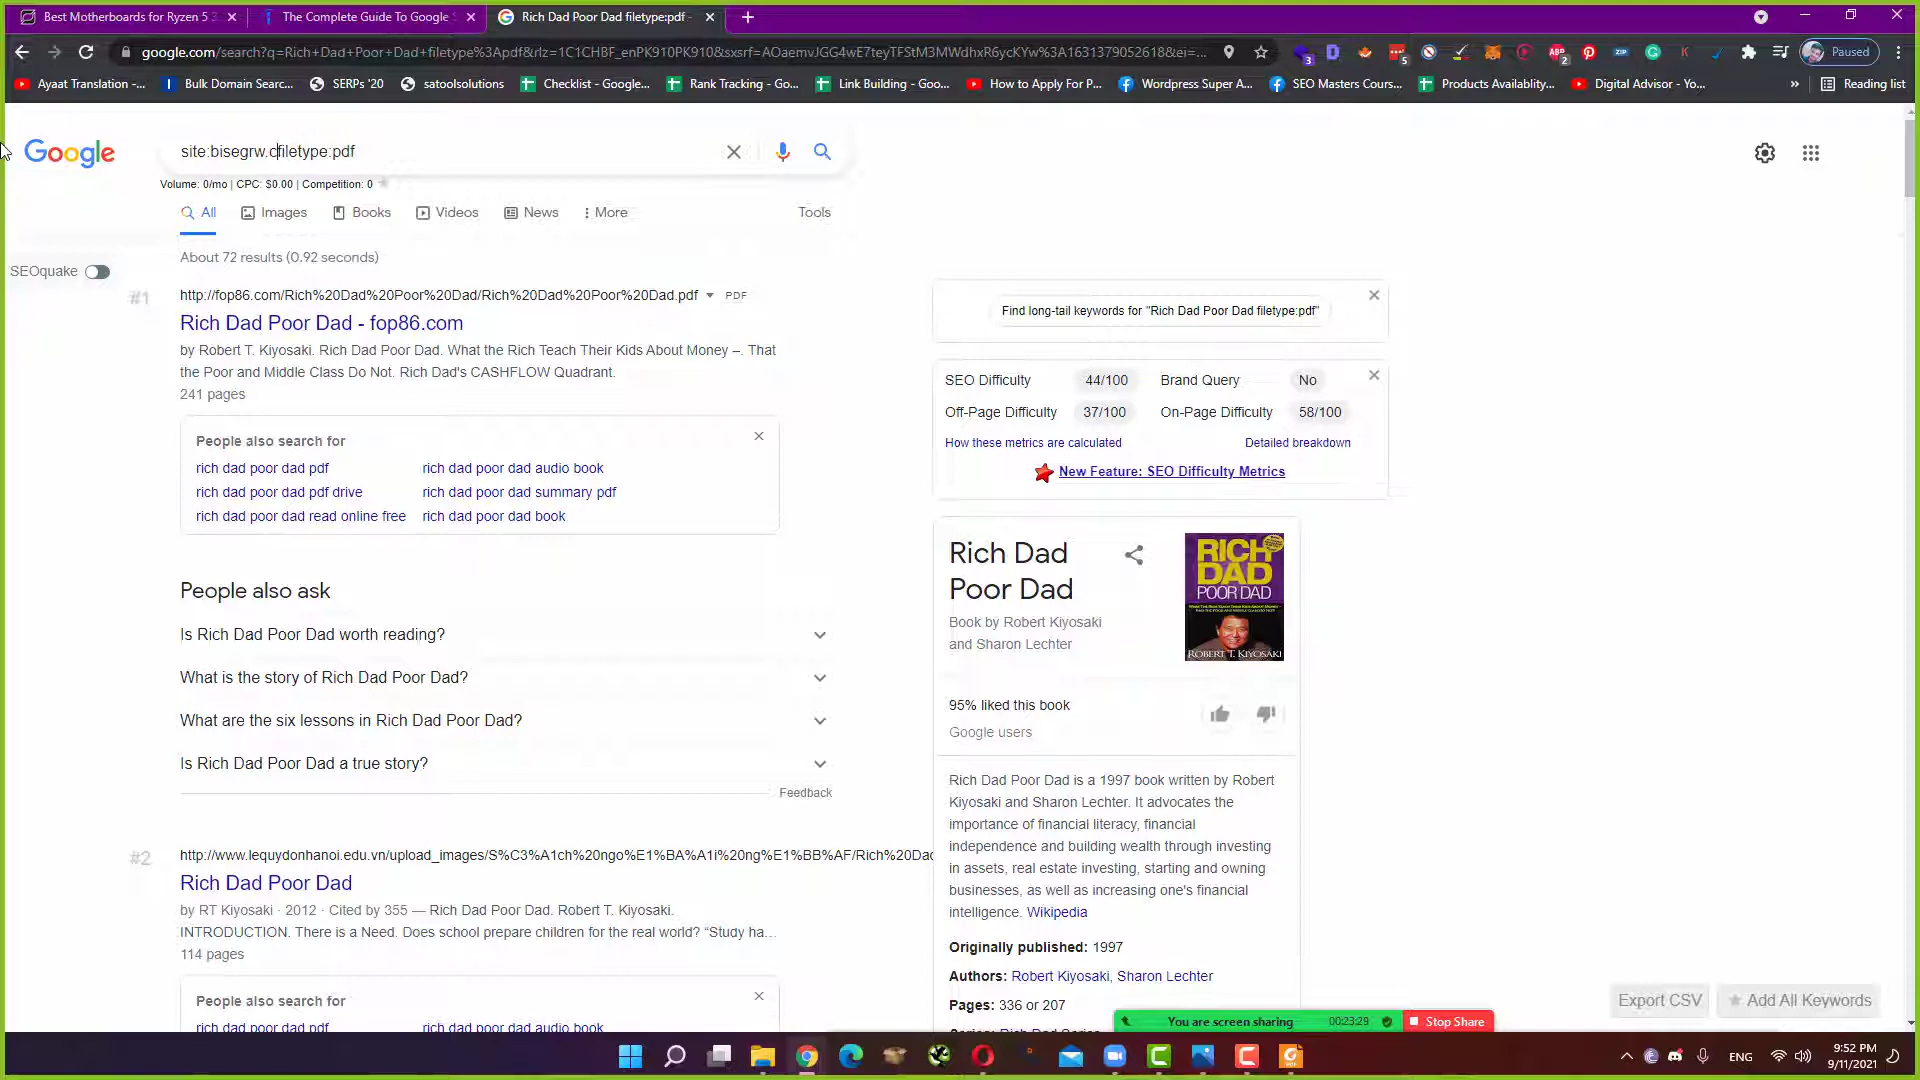 Best Motherboards for Ryzen 5 3
The Complete Guide To Google S
Rich Dad Poor Dad filetype:pdf -
google.com/search?q=Rich+Dad+Poor+Dad+filetype%3Apdf&rlz=1C1CHBF_enPK910PK910&sxsrf=AOaemvJGG4wE7teyTFStM3MWdhxR6ycKYw%3A1631379052618&ei=...
Paused
Ayaat Translation -...
Bulk Domain Searc...
SERPs '20
satoolsolutions
Checklist - Google...
Rank Tracking - Go...
Link Building - Goo...
How to Apply For P...
Wordpress Super A...
SEO Masters Cours...
Products Availablity...
Digital Advisor - Yo...
»
Reading list
Google
site:bisegrw.cfiletype:pdf
Volume: 0/mo | CPC: $0.00 | Competition: 0
All
Images
Books
Videos
News
More
Tools
About 72 results (0.92 seconds)
SEOquake
#1
http://fop86.com/Rich%20Dad%20Poor%20Dad/Rich%20Dad%20Poor%20Dad.pdf
PDF
Rich Dad Poor Dad - fop86.com
by Robert T. Kiyosaki. Rich Dad Poor Dad. What the Rich Teach Their Kids About Money –. That
the Poor and Middle Class Do Not. Rich Dad's CASHFLOW Quadrant.
241 pages
People also search for
rich dad poor dad pdf
rich dad poor dad audio book
rich dad poor dad pdf drive
rich dad poor dad summary pdf
rich dad poor dad read online free
rich dad poor dad book
People also ask
Is Rich Dad Poor Dad worth reading?
What is the story of Rich Dad Poor Dad?
What are the six lessons in Rich Dad Poor Dad?
Is Rich Dad Poor Dad a true story?
Feedback
#2
http://www.lequydonhanoi.edu.vn/upload_images/S%C3%A1ch%20ngo%E1%BA%A1i%20ng%E1%BB%AF/Rich%20Dad
Rich Dad Poor Dad
by RT Kiyosaki · 2012 · Cited by 355 — Rich Dad Poor Dad. Robert T. Kiyosaki.
INTRODUCTION. There is a Need. Does school prepare children for the real world? “Study ha...
114 pages
People also search for
rich dad poor dad pdf
rich dad poor dad audio book
Find long-tail keywords for "Rich Dad Poor Dad filetype:pdf"
SEO Difficulty
44/100
Brand Query
No
Off-Page Difficulty
37/100
On-Page Difficulty
58/100
How these metrics are calculated
Detailed breakdown
New Feature: SEO Difficulty Metrics
Rich Dad
Poor Dad
Book by Robert Kiyosaki
and Sharon Lechter
RICH
DAD
POOR DAD
ROBERT T. KIYOSAKI
95% liked this book
Google users
Rich Dad Poor Dad is a 1997 book written by Robert
Kiyosaki and Sharon Lechter. It advocates the
importance of financial literacy, financial
independence and building wealth through investing
in assets, real estate investing, starting and owning
businesses, as well as increasing one's financial
intelligence. Wikipedia
Originally published: 1997
Authors: Robert Kiyosaki, Sharon Lechter
Pages: 336 or 207
Export CSV
Add All Keywords
You are screen sharing
00:23:29
Stop Share
ENG
9:52 PM
9/11/2021